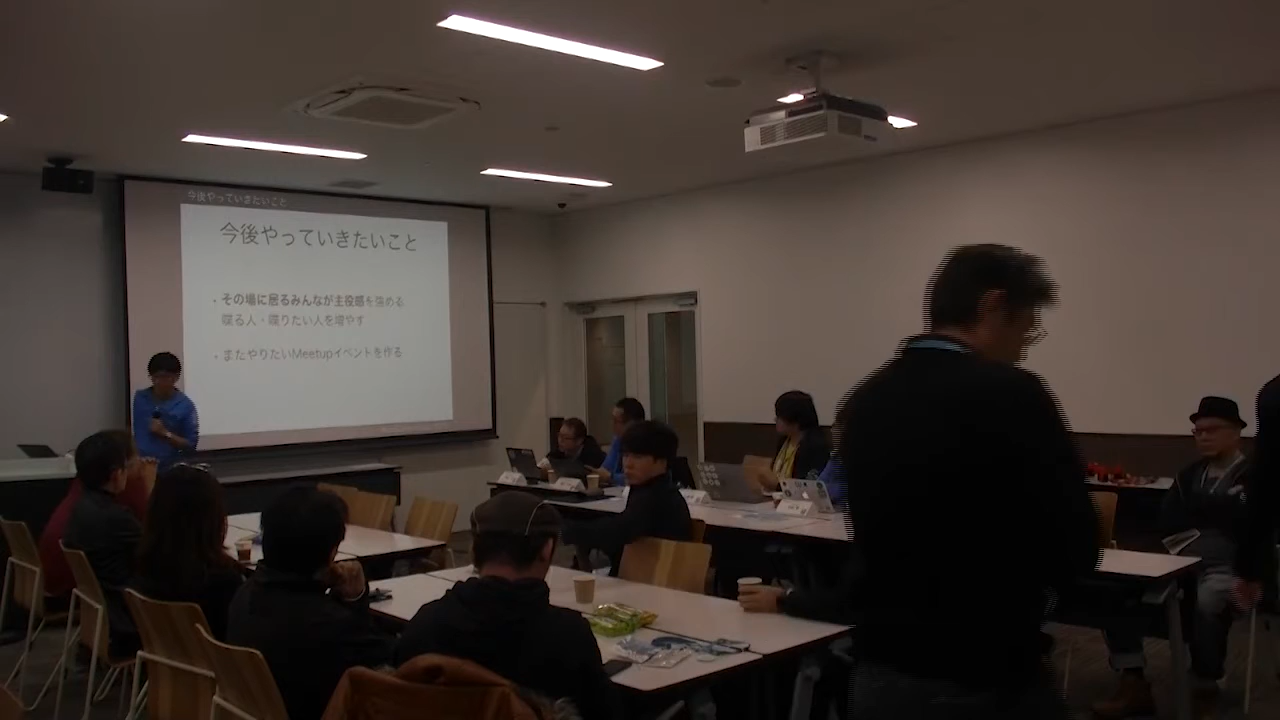 今後やっていきたいこと
今後やっていきたいこと
・その場に居るみんなが主役感を強める
喋る人・喋りたい人を増やす
・またやりたいMeetupイベントを作る